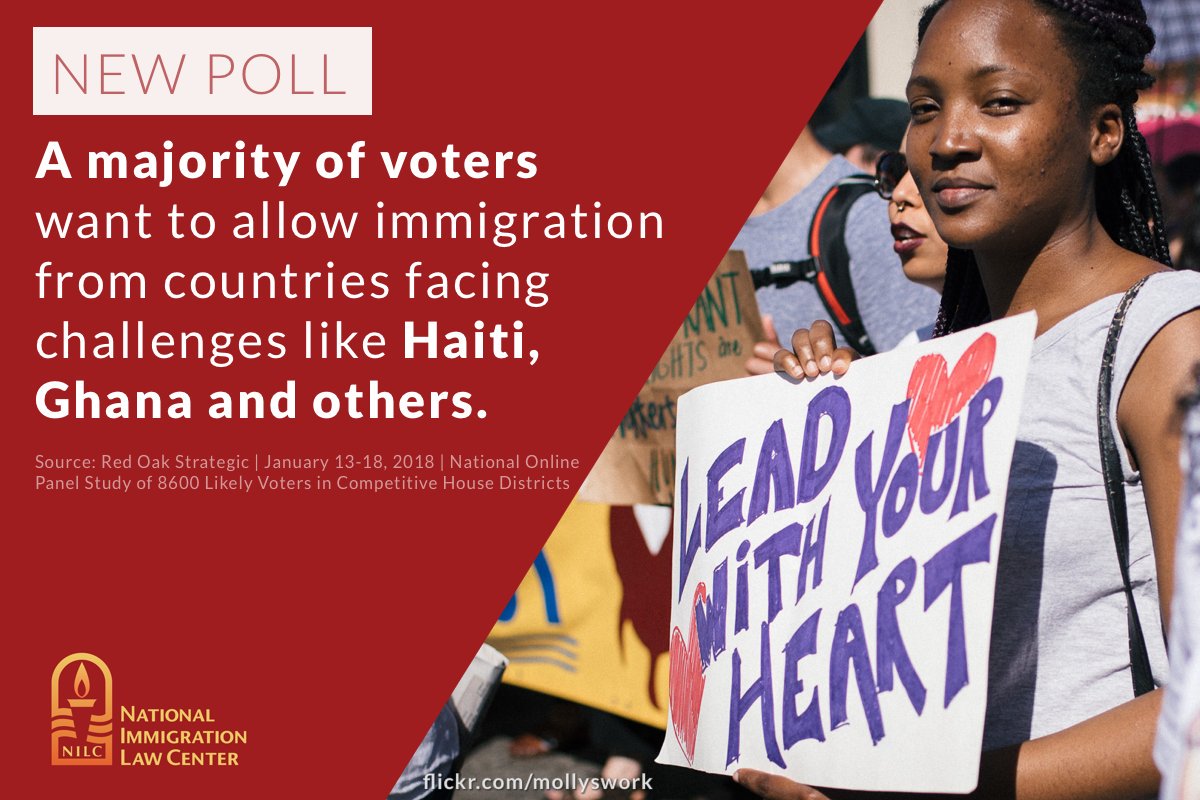 NEW POLL
A majority of voters
want to allow immigration
from countries facing
challenges like Haiti,
Ghana and others.
Source: Red Oak Strategic | January 13-18, 2018 | National Online
Panel Study of 8600 Likely Voters in Competitive House Districts
NILC
NATIONAL
IMMIGRATION
LAW CENTER
LEAD YOUR
WITH
HEART
flickr.com/mollyswork